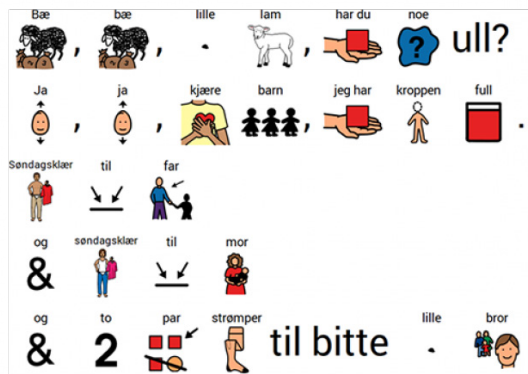 Bæ , bæ , lille lam , har du noe ull?
Ja , ja , kjære barn , jeg har kroppen full .
Søndagsklær til far
og søndagsklær til mor
& &
og to par strømper til bitte lille bror
& 2